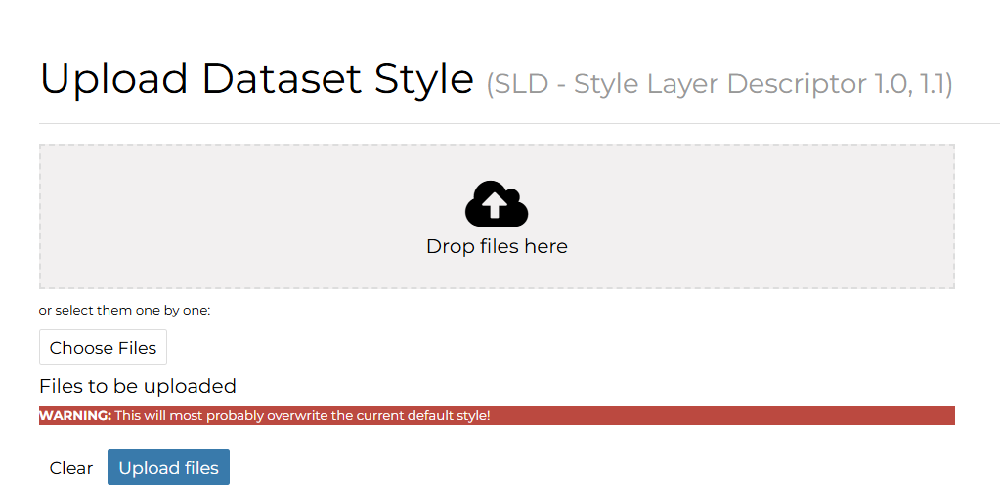 Upload Dataset Style (SLD - Style Layer Descriptor 1.0, 1.1)
Drop files here
or select them one by one:
Choose Files
Files to be uploaded
WARNING: This will most probably overwrite the current default style!
Clear Upload files